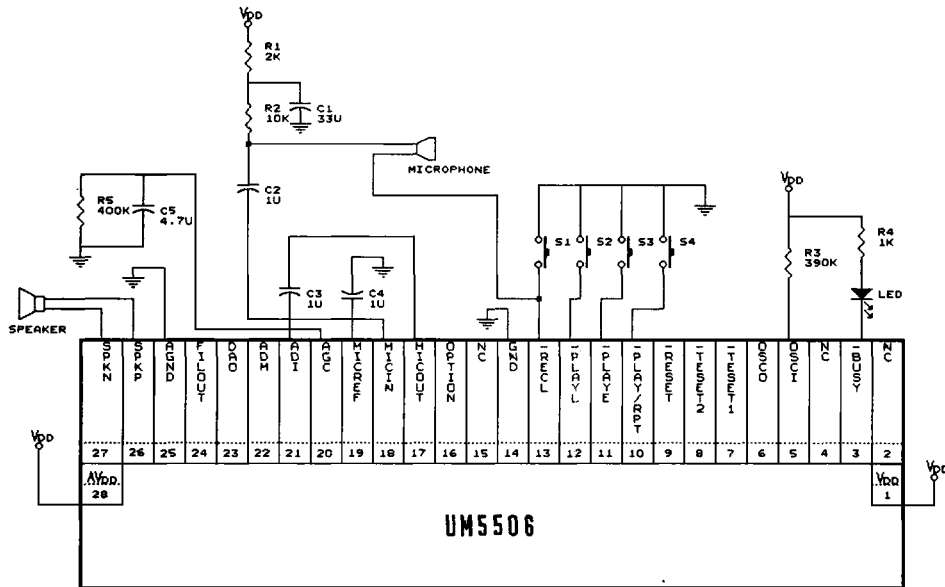 VDD
R1
2K
R2
10K
C1
33U
MICROPHONE
C2
1U
R5
400K
C5
4.7U
VDD
R4
1K
R3
390K
LED
S1
S2
S3
S4
C3
1U
C4
1U
SPEAKER
SPKN
SPKP
AGND
FILOUT
DAO
ADM
ADI
AGC
MICREF
MICIN
MICOUT
OPTION
NC
GND
-RECL
-PLAYL
-PLAYE
-PLAY/RPT
-RESET
-TESET2
-TESET1
OSCO
OSCI
NC
-BUSY
NC
27 26 25 24 23 22 21 20 19 18 17 16 15 14 13 12 11 10 9 8 7 6 5 4 3 2
VDD
AVDD
28
VDD
1
VDD
UM5506